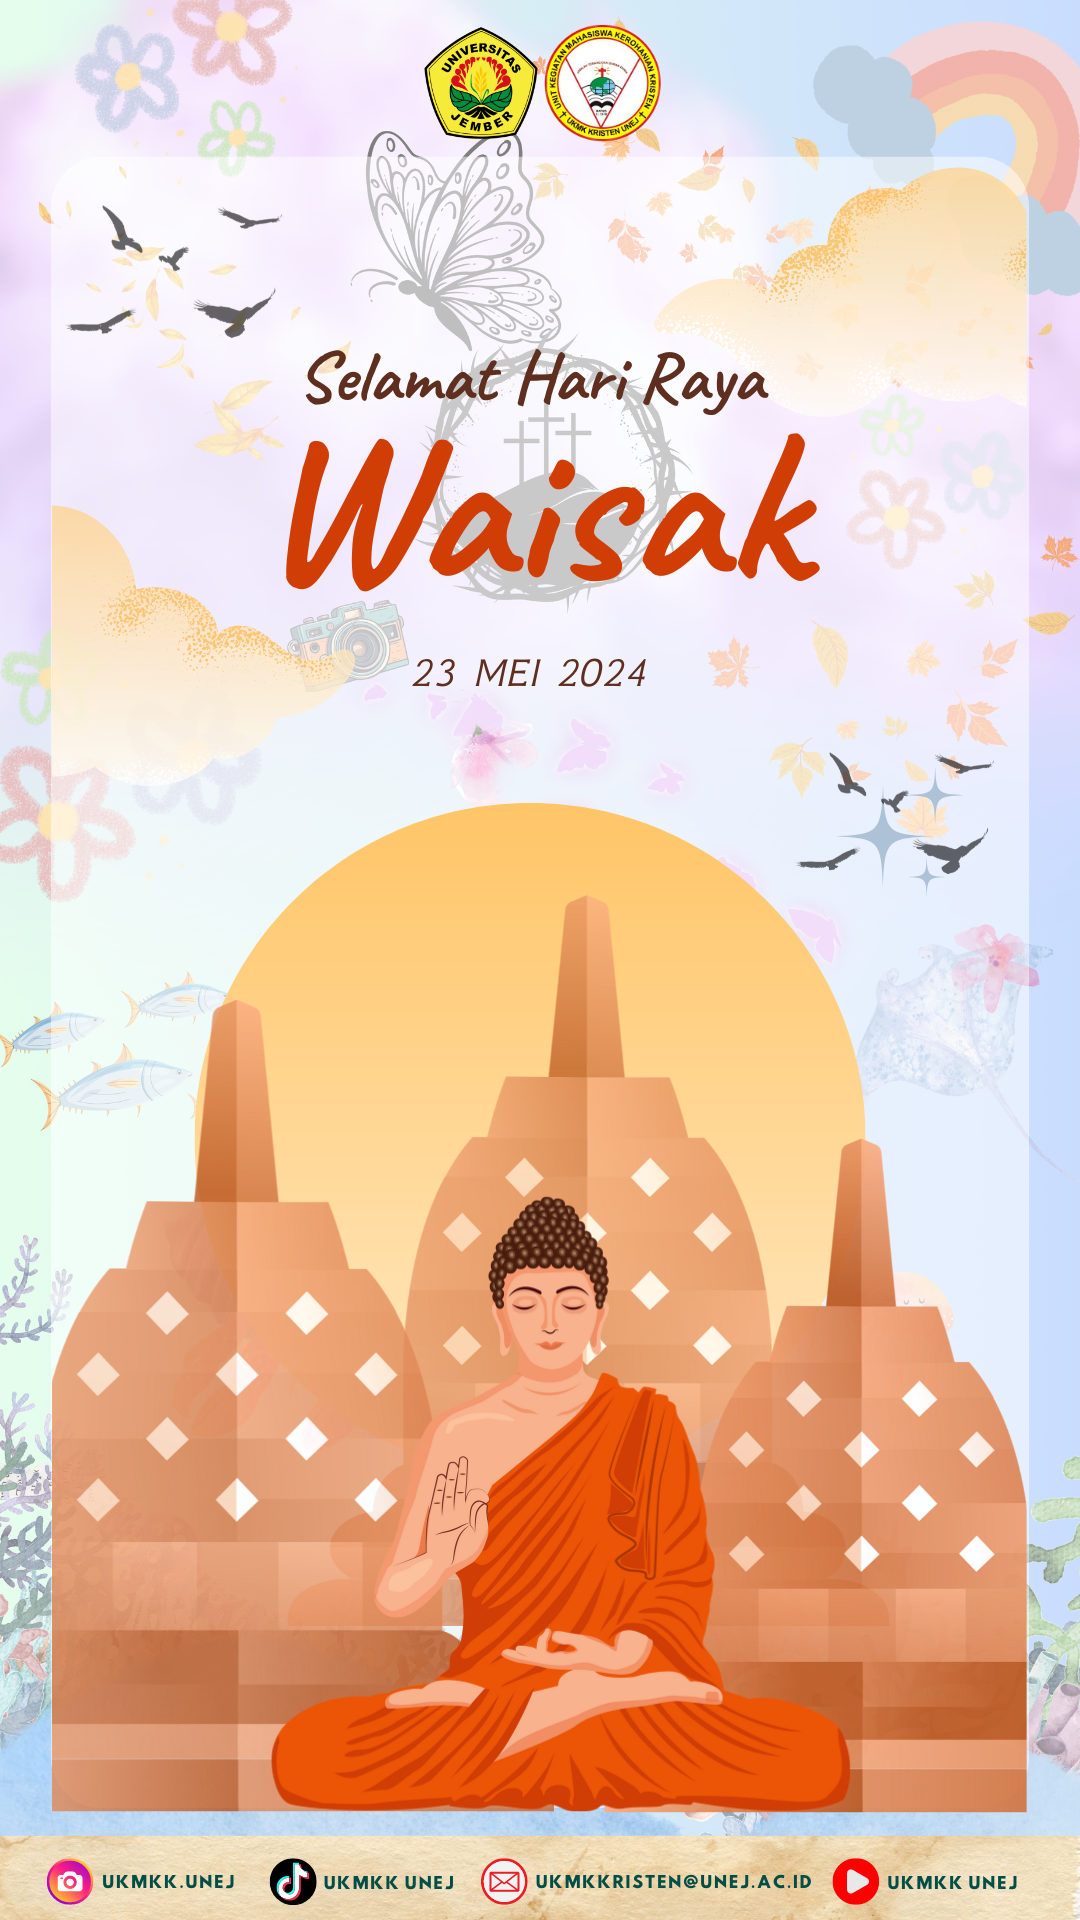 UNIVERSITAS
JEMBER
UNIT KEGIATAN MAHASISWA KEROHANIAN KRISTEN
UKMK KRISTEN UNEJ
Selamat Hari Raya
Waisak
23 MEI 2024
UKMKK.UNEJ
UKMKK UNEJ
UKMKKRISTEN@UNEJ.AC.ID
UKMKK UNEJ